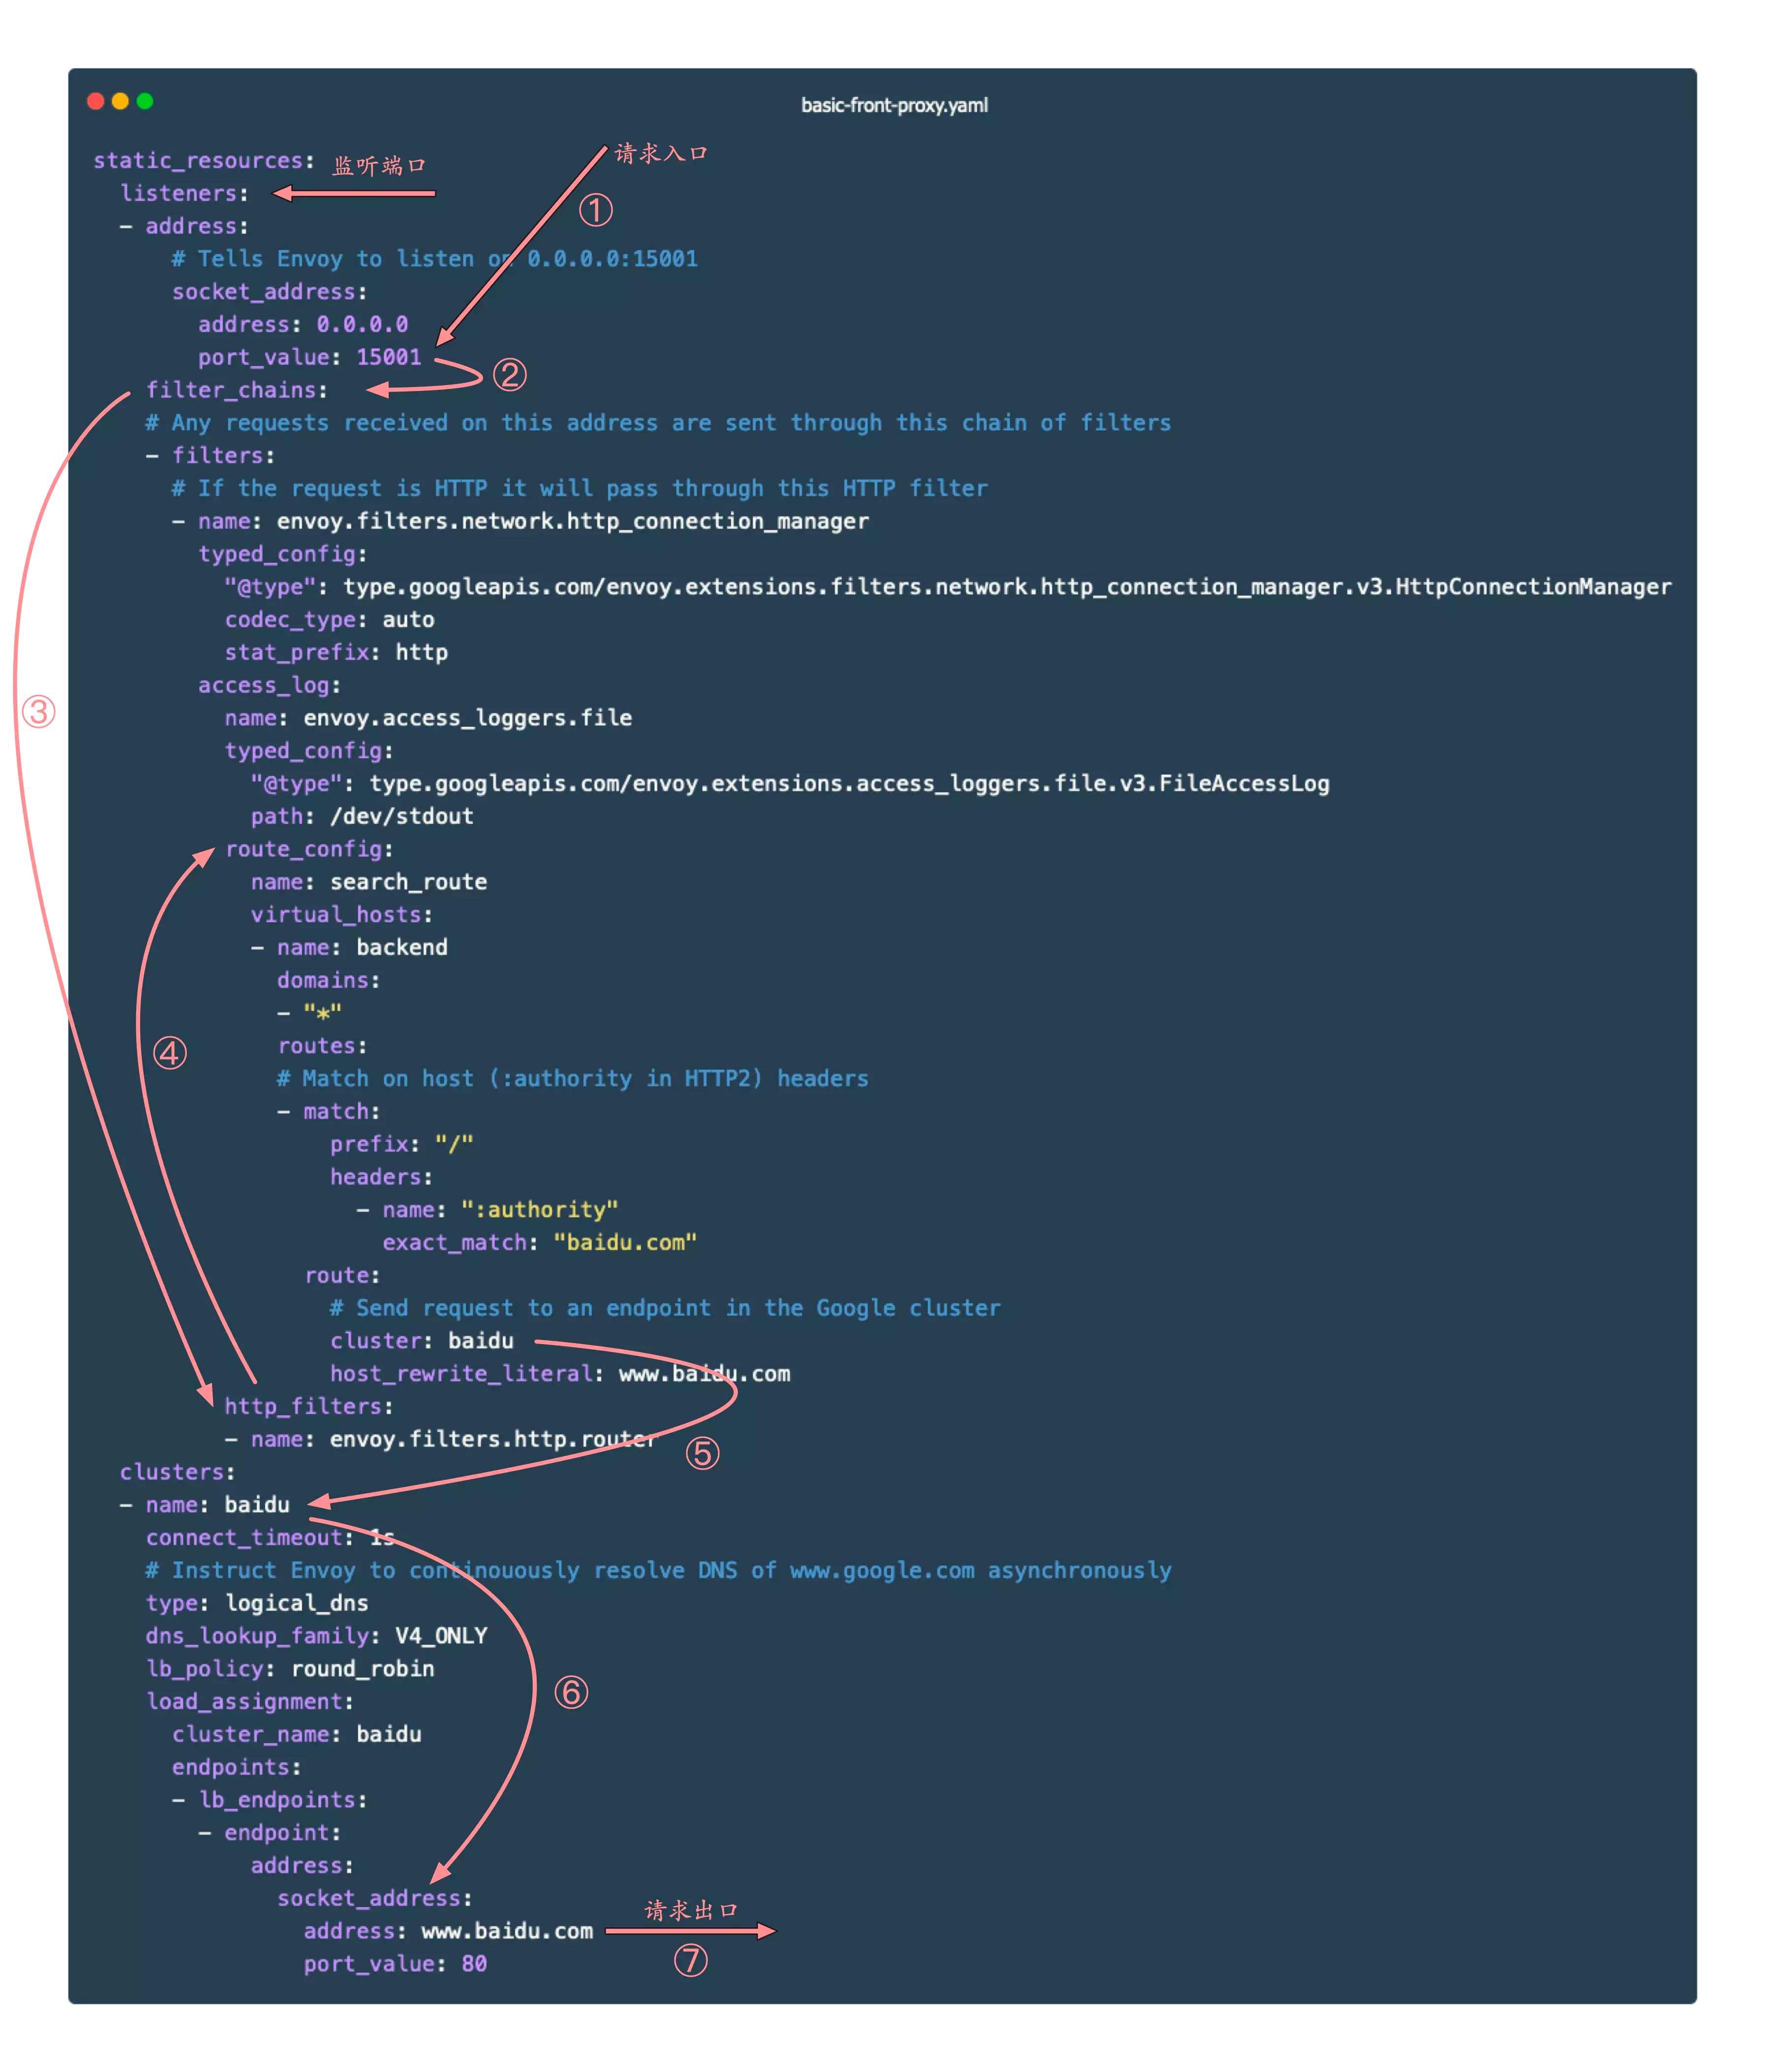 basic-front-proxy.yaml
static_resources:
监听端口
请求入口
listeners:
①
- address:
# Tells Envoy to listen on 0.0.0.0:15001
socket_address:
address: 0.0.0.0
port_value: 15001
②
filter_chains:
# Any requests received on this address are sent through this chain of filters
- filters:
# If the request is HTTP it will pass through this HTTP filter
- name: envoy.filters.network.http_connection_manager
typed_config:
"@type": type.googleapis.com/envoy.extensions.filters.network.http_connection_manager.v3.HttpConnectionManager
codec_type: auto
stat_prefix: http
access_log:
③
name: envoy.access_loggers.file
typed_config:
"@type": type.googleapis.com/envoy.extensions.access_loggers.file.v3.FileAccessLog
path: /dev/stdout
route_config:
name: search_route
virtual_hosts:
- name: backend
domains:
- "*"
routes:
④
# Match on host (:authority in HTTP2) headers
- match:
prefix: "/"
headers:
- name: ":authority"
exact_match: "baidu.com"
route:
# Send request to an endpoint in the Google cluster
cluster: baidu
host_rewrite_literal: www.baidu.com
http_filters:
- name: envoy.filters.http.router
⑤
clusters:
- name: baidu
connect_timeout: 1s
# Instruct Envoy to continouously resolve DNS of www.google.com asynchronously
type: logical_dns
dns_lookup_family: V4_ONLY
lb_policy: round_robin
⑥
load_assignment:
cluster_name: baidu
endpoints:
- lb_endpoints:
- endpoint:
address:
socket_address:
请求出口
address: www.baidu.com
⑦
port_value: 80